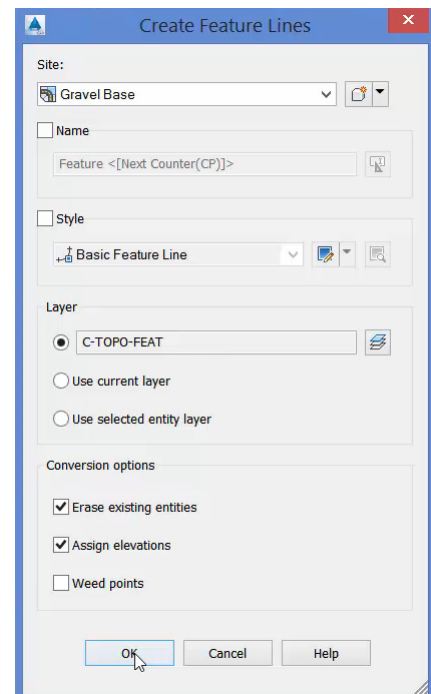 Create Feature Lines
Site:
Gravel Base
Name
Feature <[Next Counter(CP)]>
Style
Basic Feature Line
Layer
C-TOPO-FEAT
Use current layer
Use selected entity layer
Conversion options
Erase existing entities
Assign elevations
Weed points
OK Cancel Help